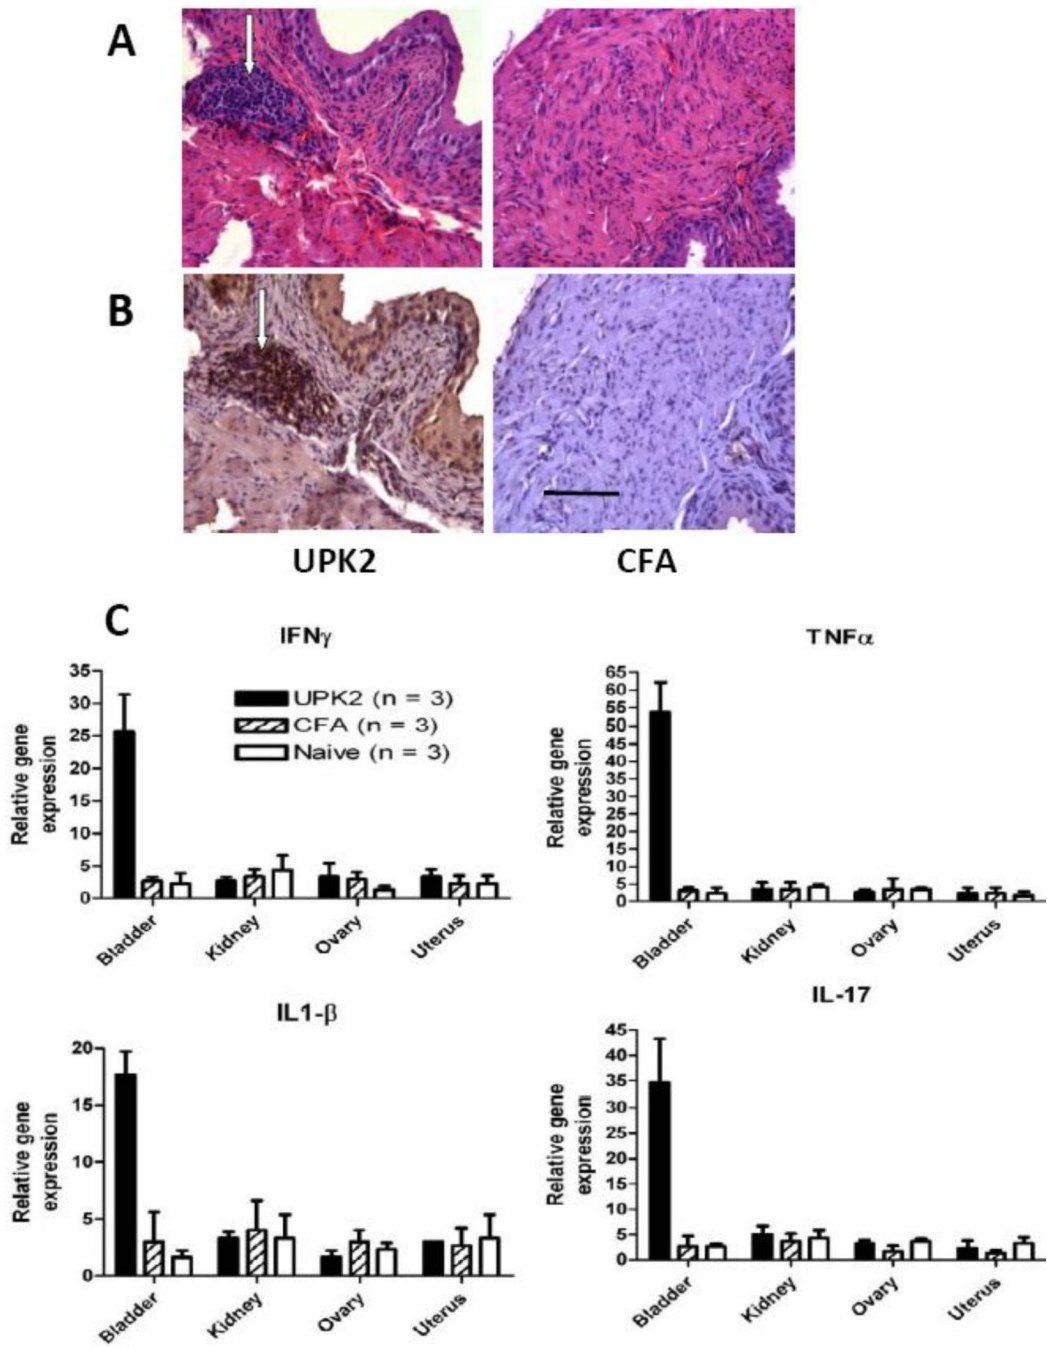 A
B
UPK2 CFA
C
IFNγ
Relative gene
expression
35
30
25
20
15
10
5
0
UPK2 (n = 3)
CFA (n = 3)
Naive (n = 3)
Bladder Kidney Ovary Uterus
TNFα
Relative gene
expression
65
60
55
50
45
40
35
30
25
20
15
10
5
0
Bladder Kidney Ovary Uterus
IL1-β
Relative gene
expression
20
15
10
5
0
Bladder Kidney Ovary Uterus
IL-17
Relative gene
expression
45
40
35
30
25
20
15
10
5
0
Bladder Kidney Ovary Uterus